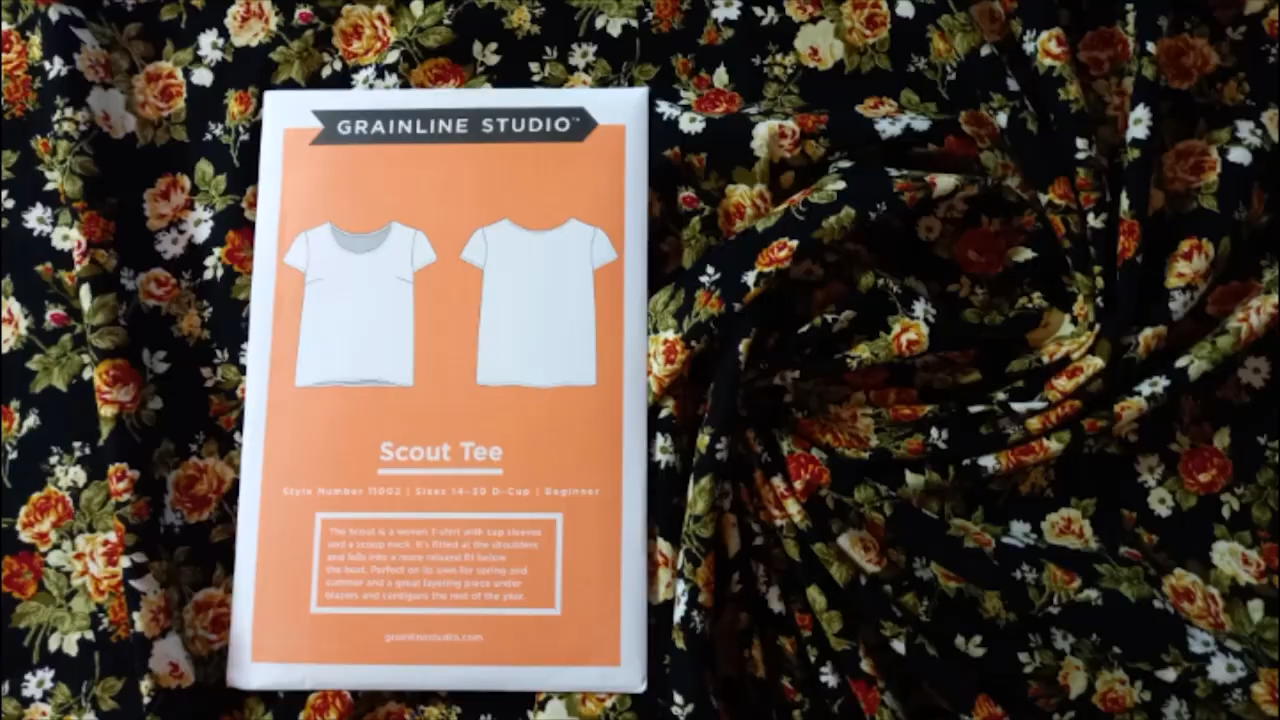 GRAINLINE STUDIO™
Scout Tee
Style Number 11002 | Sizes 14-30 D-Cup | Beginner
The Scout is a woven T-shirt with cap sleeves
and a scoop neck. It's fitted at the shoulders
and falls into a more relaxed fit below
the bust. Perfect on its own for spring and
summer and a great layering piece under
blazers and cardigans the rest of the year.
grainlinestudio.com